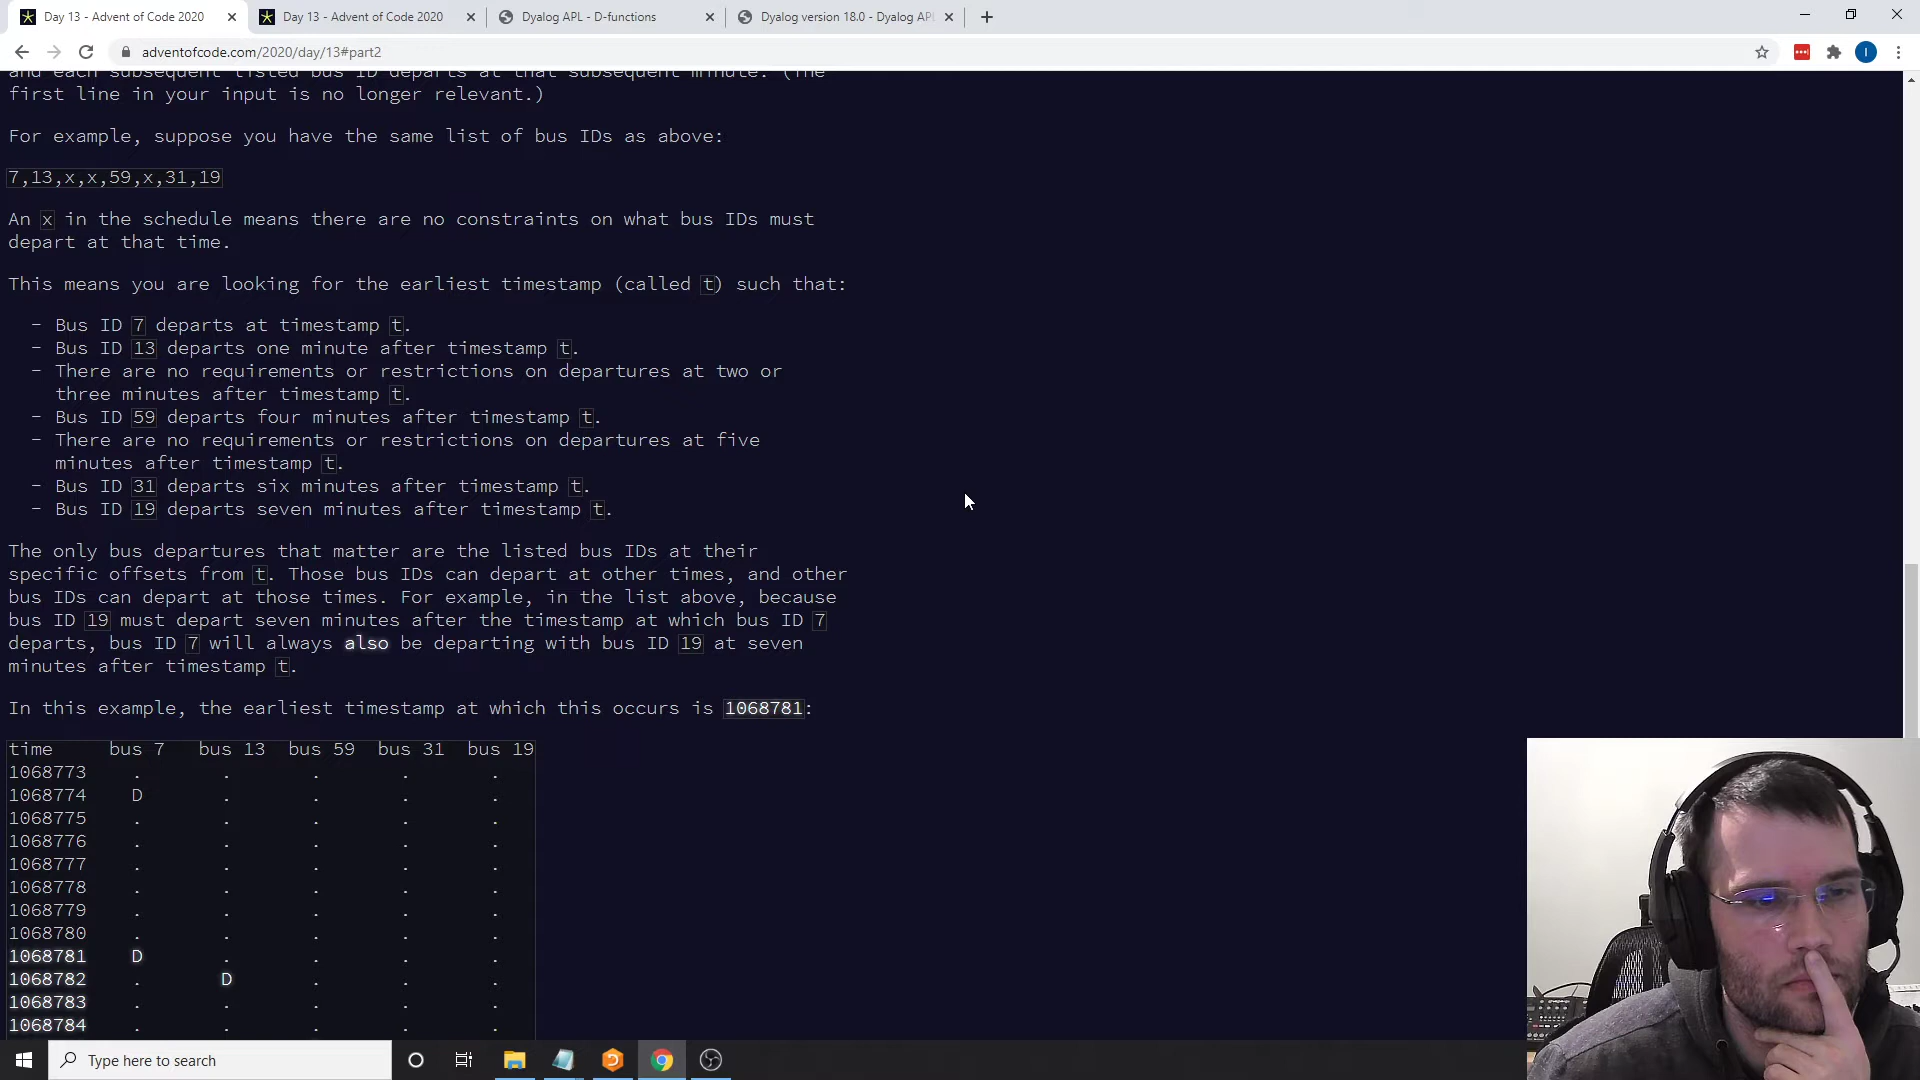 Day 13 - Advent of Code 2020
Day 13 - Advent of Code 2020
Dyalog APL - D-functions
Dyalog version 18.0 - Dyalog AP
adventofcode.com/2020/day/13#part2
and each subsequent listed bus ID departs at that subsequent minute. (The
first line in your input is no longer relevant.)
For example, suppose you have the same list of bus IDs as above:
7,13,x,x,59,x,31,19
An x in the schedule means there are no constraints on what bus IDs must
depart at that time.
This means you are looking for the earliest timestamp (called t) such that:
- Bus ID 7 departs at timestamp t.
- Bus ID 13 departs one minute after timestamp t.
- There are no requirements or restrictions on departures at two or
three minutes after timestamp t.
- Bus ID 59 departs four minutes after timestamp t.
- There are no requirements or restrictions on departures at five
minutes after timestamp t.
- Bus ID 31 departs six minutes after timestamp t.
- Bus ID 19 departs seven minutes after timestamp t.
The only bus departures that matter are the listed bus IDs at their
specific offsets from t. Those bus IDs can depart at other times, and other
bus IDs can depart at those times. For example, in the list above, because
bus ID 19 must depart seven minutes after the timestamp at which bus ID 7
departs, bus ID 7 will always also be departing with bus ID 19 at seven
minutes after timestamp t.
In this example, the earliest timestamp at which this occurs is 1068781:
time bus 7 bus 13 bus 59 bus 31 bus 19
1068773 . . . . .
1068774 D . . . .
1068775 . . . . .
1068776 . . . . .
1068777 . . . . .
1068778 . . . . .
1068779 . . . . .
1068780 . . . . .
1068781 D . . . .
1068782 . D . . .
1068783 . . . . .
1068784 . . . . .
Type here to search